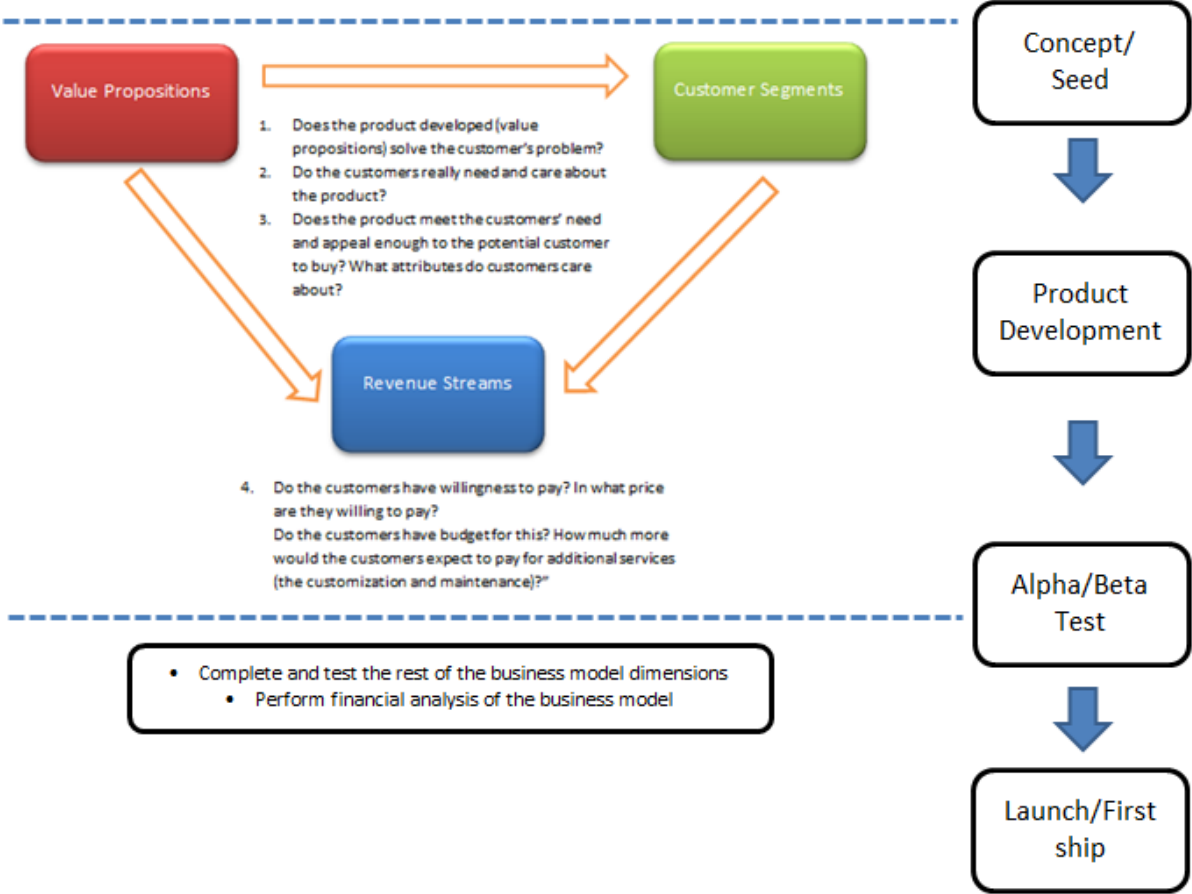 Value Propositions
Customer Segments
1. Does the product developed (value
propositions) solve the customer's problem?
2. Do the customers really need and care about
the product?
3. Does the product meet the customers' need
and appeal enough to the potential customer
to buy? What attributes do customers care
about?
Revenue Streams
4. Do the customers have willingness to pay? In what price
are they willing to pay?
Do the customers have budget for this? How much more
would the customers expect to pay for additional services
(the customization and maintenance)?"
• Complete and test the rest of the business model dimensions
• Perform financial analysis of the business model
Concept/
Seed
Product
Development
Alpha/Beta
Test
Launch/First
ship